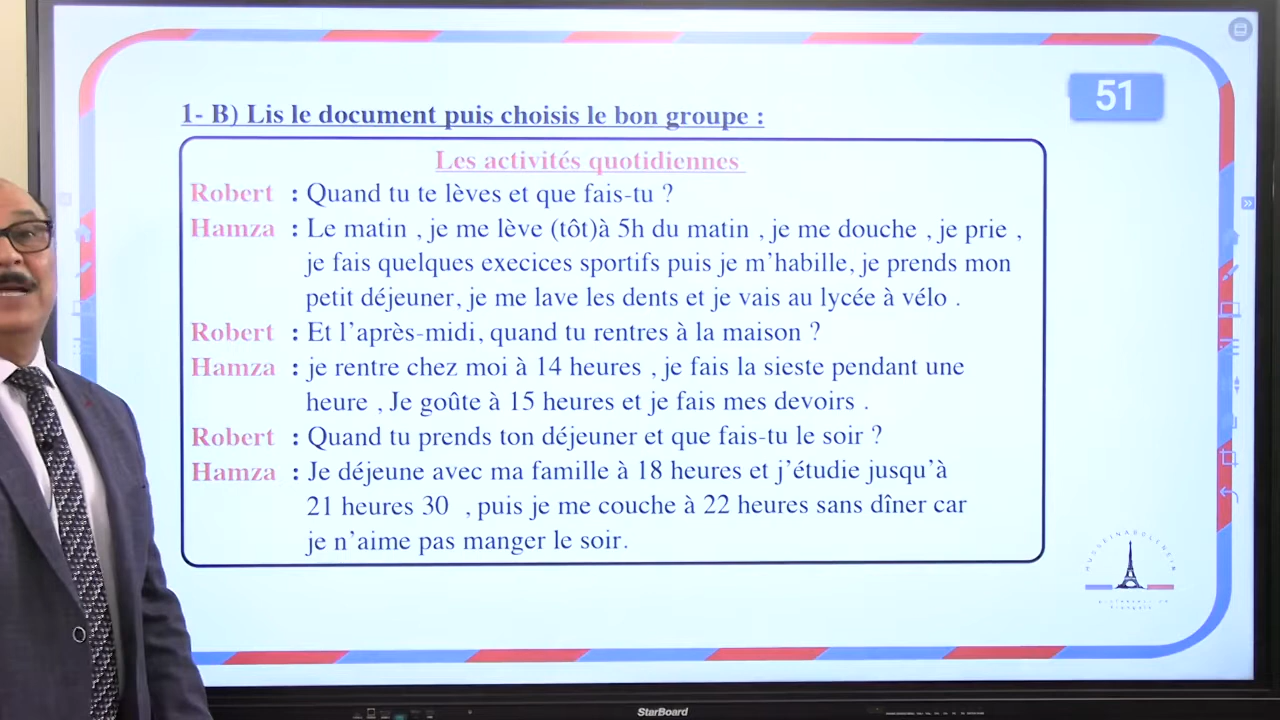 51
1- B) Lis le document puis choisis le bon groupe :
Les activités quotidiennes
Robert : Quand tu te lèves et que fais-tu ?
Hamza : Le matin , je me lève (tôt)à 5h du matin , je me douche , je prie ,
je fais quelques execices sportifs puis je m’habille, je prends mon
petit déjeuner, je me lave les dents et je vais au lycée à vélo .
Robert : Et l’après-midi, quand tu rentres à la maison ?
Hamza : je rentre chez moi à 14 heures , je fais la sieste pendant une
heure , Je goûte à 15 heures et je fais mes devoirs .
Robert : Quand tu prends ton déjeuner et que fais-tu le soir ?
Hamza : Je déjeune avec ma famille à 18 heures et j’étudie jusqu’à
21 heures 30 , puis je me couche à 22 heures sans dîner car
je n’aime pas manger le soir.
StarBoard